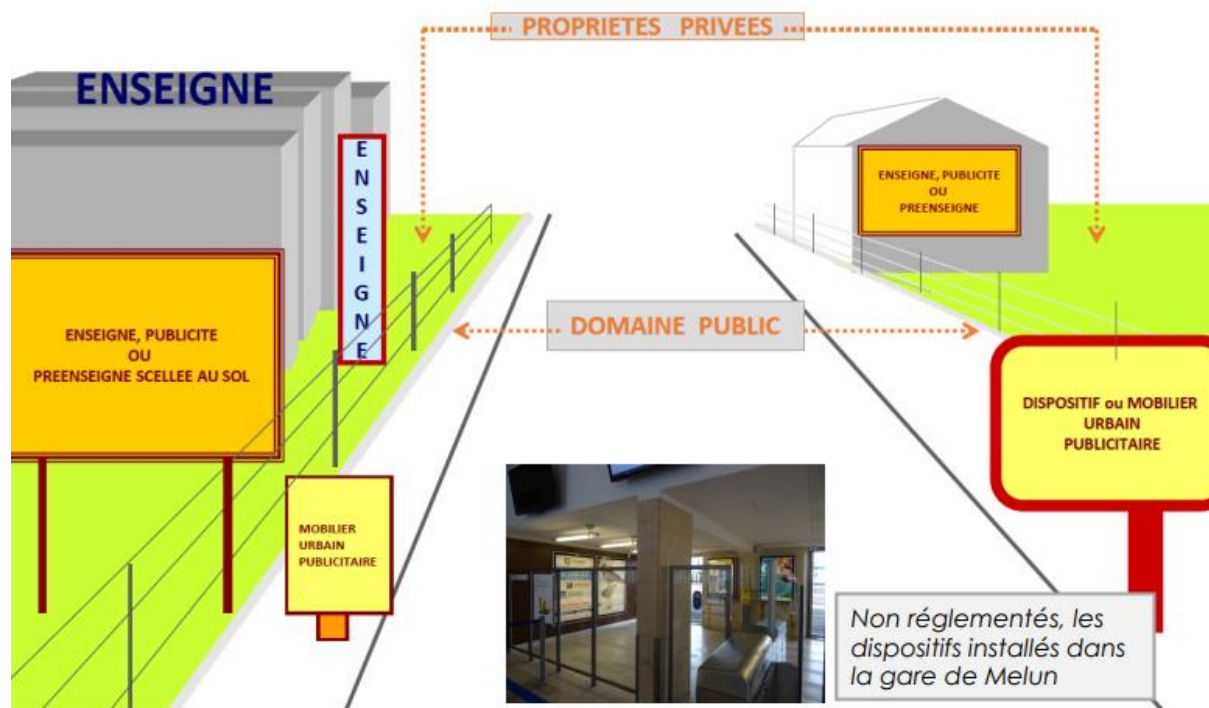 PROPRIETES PRIVEES
ENSEIGNE
ENSEIGNE
ENSEIGNE, PUBLICITE
OU
PREENSEIGNE
DOMAINE PUBLIC
ENSEIGNE, PUBLICITE
OU
PREENSEIGNE SCELLEE AU SOL
DISPOSITIF ou MOBILIER
URBAIN
PUBLICITAIRE
MOBILIER
URBAIN
PUBLICITAIRE
Non réglementés, les
dispositifs installés dans
la gare de Melun